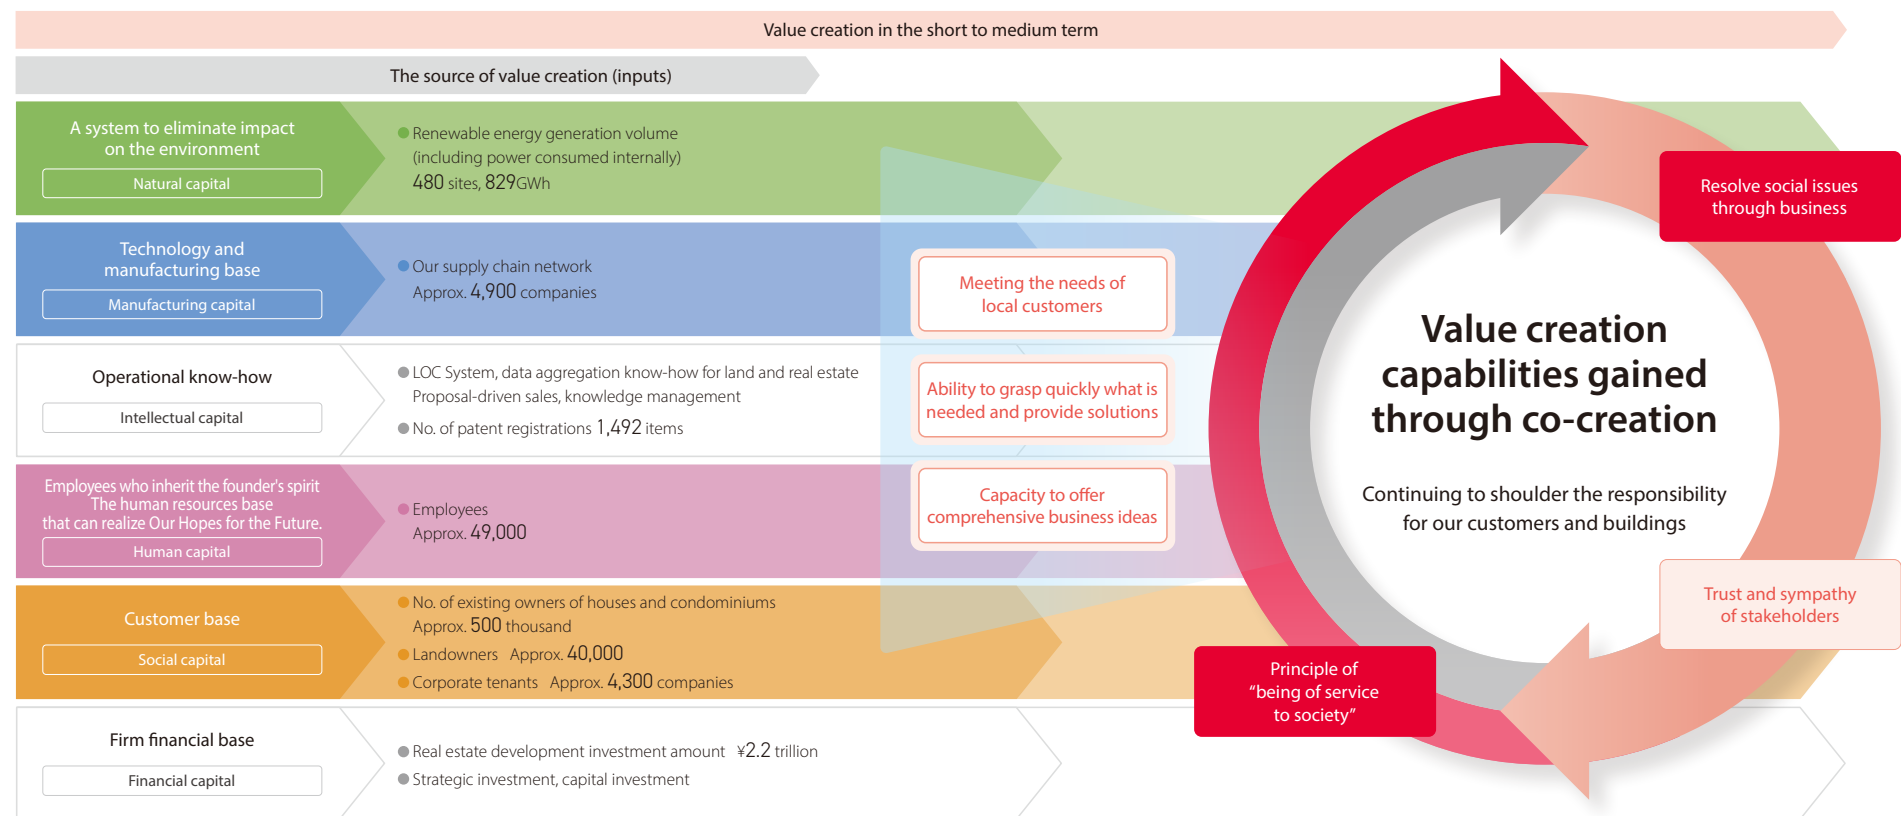 Value creation in the short to medium term
The source of value creation (inputs)
A system to eliminate impact
on the environment
Natural capital
Renewable energy generation volume
(including power consumed internally)
480 sites, 829GWh
Technology and
manufacturing base
Manufacturing capital
Our supply chain network
Approx. 4,900 companies
Operational know-how
Intellectual capital
LOC System, data aggregation know-how for land and real estate
Proposal-driven sales, knowledge management
No. of patent registrations 1,492 items
Employees who inherit the founder's spirit
The human resources base
that can realize Our Hopes for the Future.
Human capital
Employees
Approx. 49,000
Customer base
Social capital
No. of existing owners of houses and condominiums
Approx. 500 thousand
Landowners Approx. 40,000
Corporate tenants Approx. 4,300 companies
Firm financial base
Financial capital
Real estate development investment amount ¥2.2 trillion
Strategic investment, capital investment
Meeting the needs of
local customers
Ability to grasp quickly what is
needed and provide solutions
Capacity to offer
comprehensive business ideas
Resolve social issues
through business
Value creation
capabilities gained
through co-creation
Continuing to shoulder the responsibility
for our customers and buildings
Trust and sympathy
of stakeholders
Principle of
“being of service
to society”